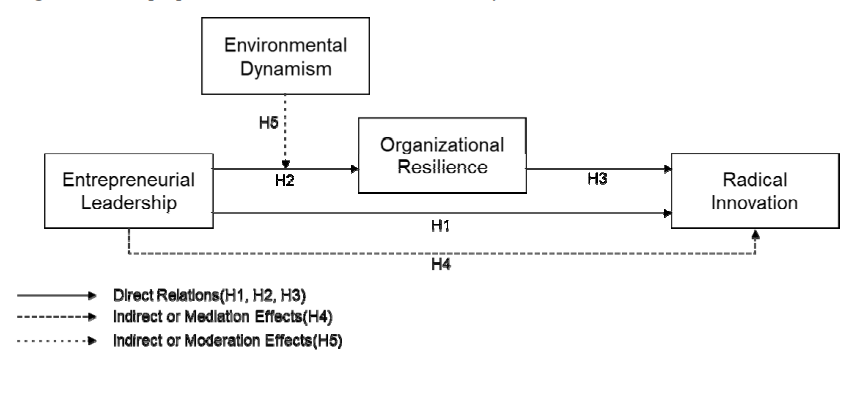 Environmental
Dynamism
H5
Organizational
Resilience
Entrepreneurial
Leadership
H2
H3
Radical
Innovation
H1
H4
Direct Relations(H1, H2, H3)
Indirect or Mediation Effects(H4)
Indirect or Moderation Effects(H5)